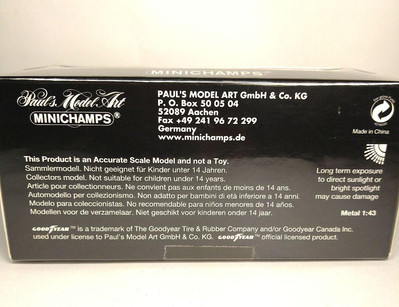 MINICHAMPS
Paul's Model Art
MINICHAMPS®
PAUL'S MODEL ART GmbH & Co. KG
P. O. Box 50 05 04
52089 Aachen
Fax +49 241 96 72 299
Germany
www.minichamps.de
Made in China
This Product is an Accurate Scale Model and not a Toy.
Sammlermodell. Nicht geeignet für Kinder unter 14 Jahren.
Collectors model. Not suitable for children under 14 years.
Article pour collectionneurs. Ne convient pas aux enfants de moins de 14 ans.
Automodello per collezionismo. Non adatto per bambini di età inferiore a 14 anni.
Modelo para coleccionistas. No recomendable para niños menores de 14 años.
Modellen voor de verzamelaar. Niet geschikt voor kinderen onder 14 jaar.
Long term exposure
to direct sunlight or
bright spotlight
may cause damage
Metal 1:43
GOODYEAR is a trademark of The Goodyear Tire & Rubber Company and/or Goodyear Canada Inc.
used under license to Paul's Model Art GmbH & Co. KG. GOODYEAR official licensed product.